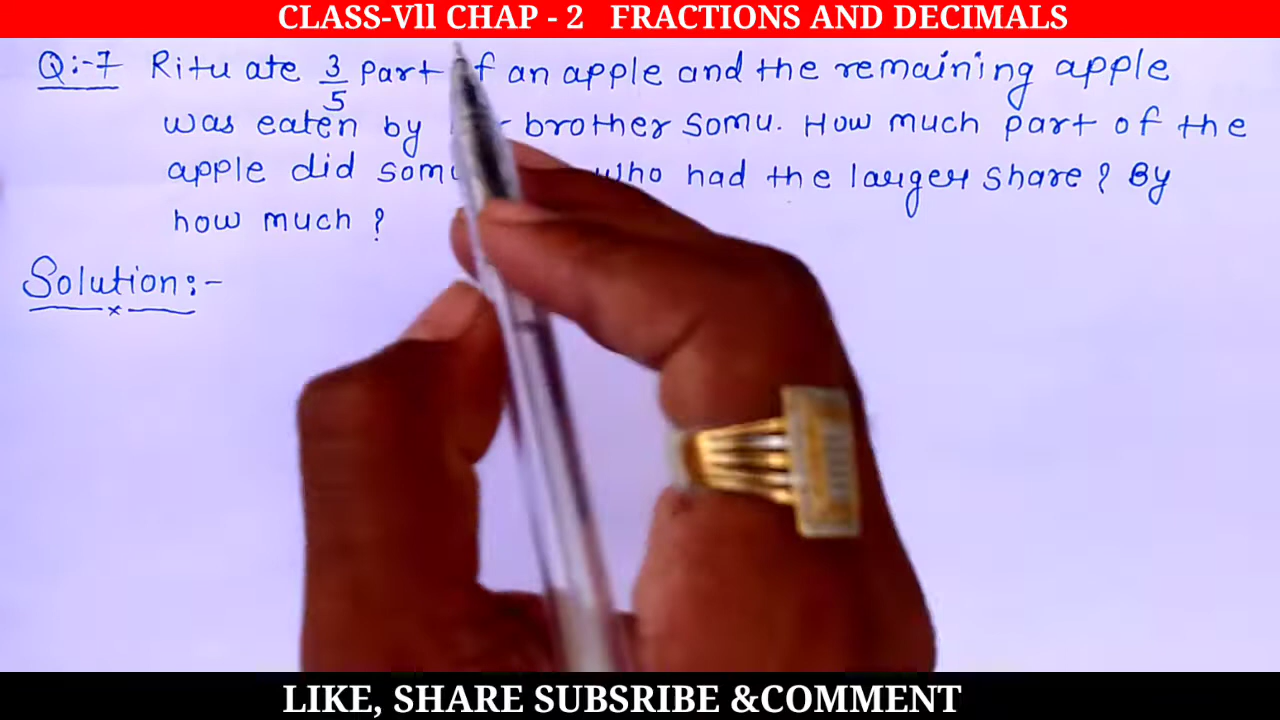 CLASS-Vll CHAP - 2 FRACTIONS AND DECIMALS
Q:-7 Ritu ate 3/5 part of an apple and the remaining apple
was eaten by brother Somu. How much part of the
apple did somu who had the larger share? By
how much?
Solution:-
LIKE, SHARE SUBSRIBE &COMMENT